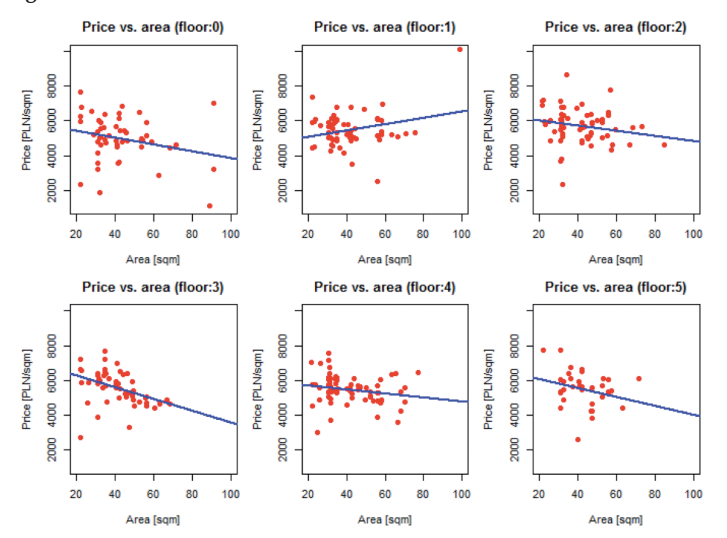 Price vs. area (floor:0)
Price vs. area (floor:1)
Price vs. area (floor:2)
Price [PLN/sqm]
2000 4000 6000 8000
20 40 60 80 100
Area [sqm]
Price [PLN/sqm]
2000 4000 6000 8000
20 40 60 80 100
Area [sqm]
Price [PLN/sqm]
2000 4000 6000 8000
20 40 60 80 100
Area [sqm]
Price vs. area (floor:3)
Price vs. area (floor:4)
Price vs. area (floor:5)
Price [PLN/sqm]
2000 4000 6000 8000
20 40 60 80 100
Area [sqm]
Price [PLN/sqm]
2000 4000 6000 8000
20 40 60 80 100
Area [sqm]
Price [PLN/sqm]
2000 4000 6000 8000
20 40 60 80 100
Area [sqm]